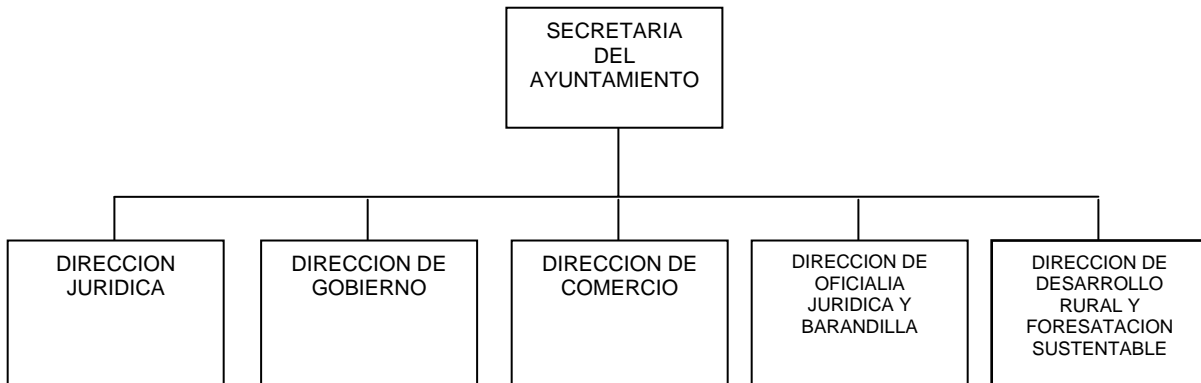 SECRETARIA
DEL
AYUNTAMIENTO
DIRECCION
JURIDICA
DIRECCION DE
GOBIERNO
DIRECCION DE
COMERCIO
DIRECCION DE
OFICIALIA
JURIDICA Y
BARANDILLA
DIRECCION DE
DESARROLLO
RURAL Y
FORESATACION
SUSTENTABLE